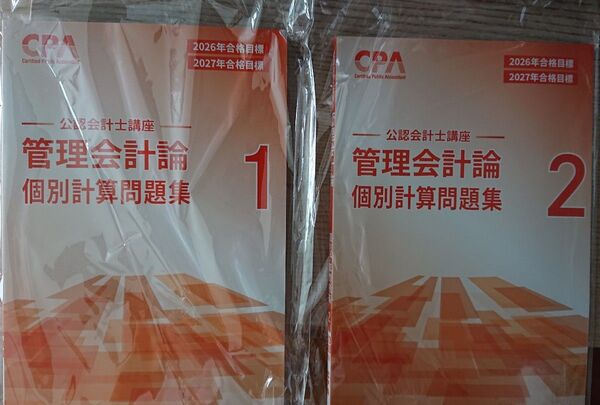 CPA
Certified Public Accountant
2026年合格目標
2027年合格目標
公認会計士講座
管理会計論
個別計算問題集
1
CPA
Certified Public Accountant
2026年合格目標
2027年合格目標
公認会計士講座
管理会計論
個別計算問題集
2